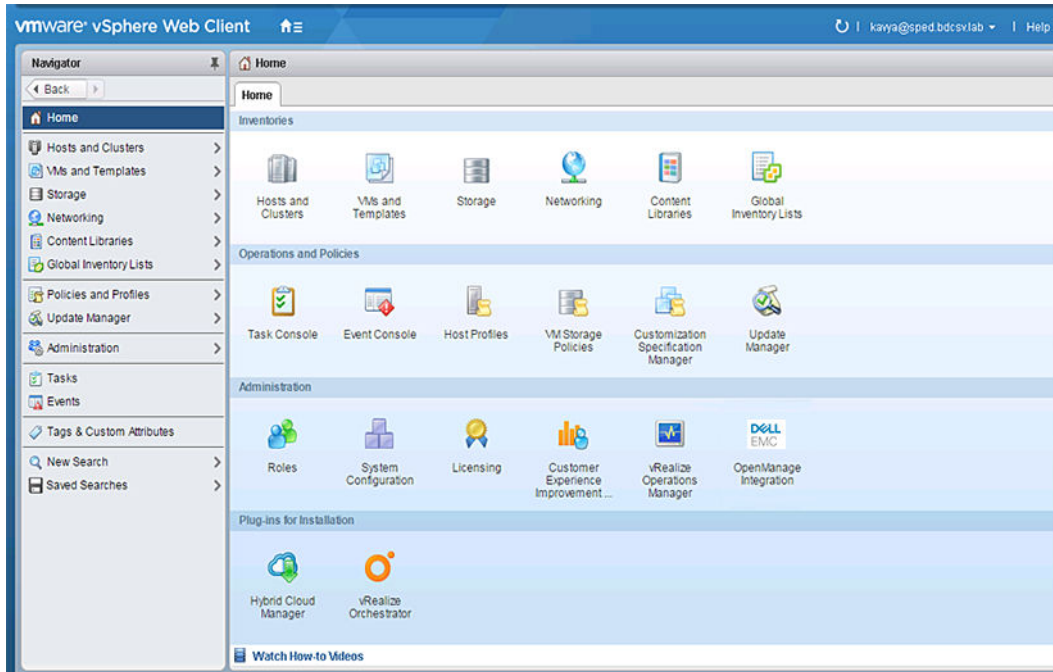 vmware® vSphere Web Client
kavya@sped.bdcsv.lab
Help
Navigator
Back
Home
Hosts and Clusters
VMs and Templates
Storage
Networking
Content Libraries
Global Inventory Lists
Policies and Profiles
Update Manager
Administration
Tasks
Events
Tags & Custom Attributes
New Search
Saved Searches
Home
Home
Inventories
Hosts and
Clusters
VMs and
Templates
Storage
Networking
Content
Libraries
Global
Inventory Lists
Operations and Policies
Task Console
Event Console
Host Profiles
VM Storage
Policies
Customization
Specification
Manager
Update
Manager
Administration
Roles
System
Configuration
Licensing
Customer
Experience
Improvement ...
vRealize
Operations
Manager
DELL
EMC
OpenManage
Integration
Plug-ins for Installation
Hybrid Cloud
Manager
vRealize
Orchestrator
Watch How-to Videos